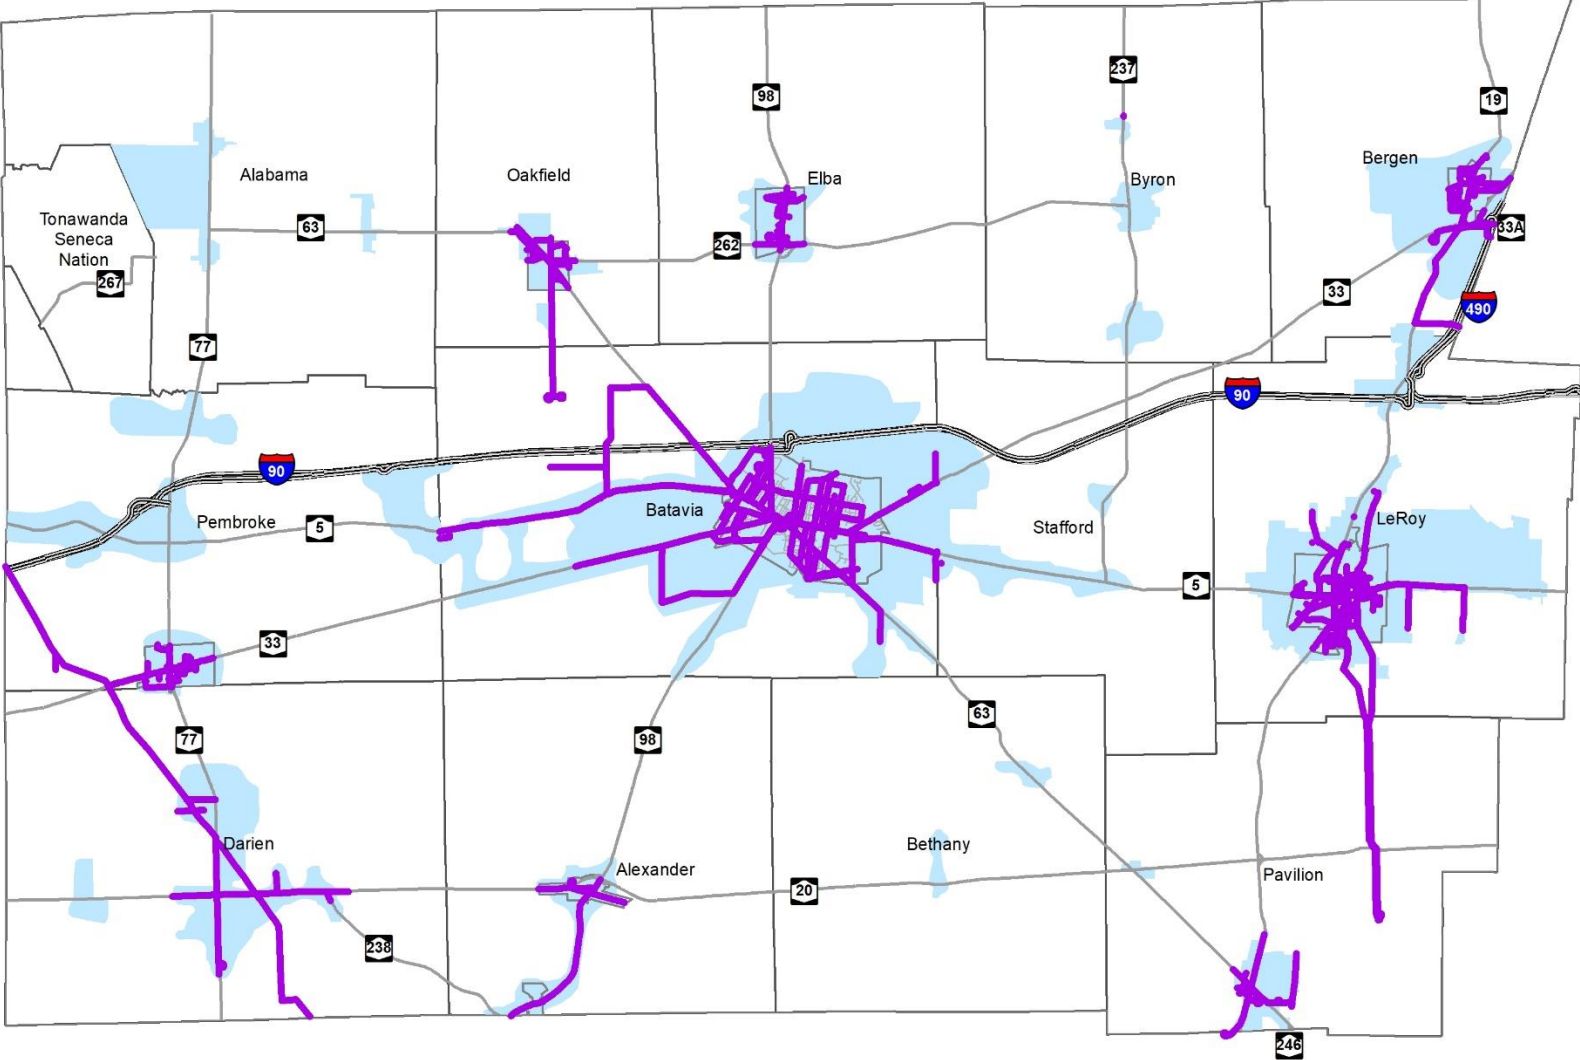 237
98
19
Bergen
Alabama
Oakfield
Elba
Byron
Tonawanda
Seneca
Nation
63
262
33A
267
33
490
77
90
90
Batavia
Pembroke
5
Stafford
LeRoy
5
33
77
98
63
Darien
Alexander
Bethany
Pavilion
20
238
246